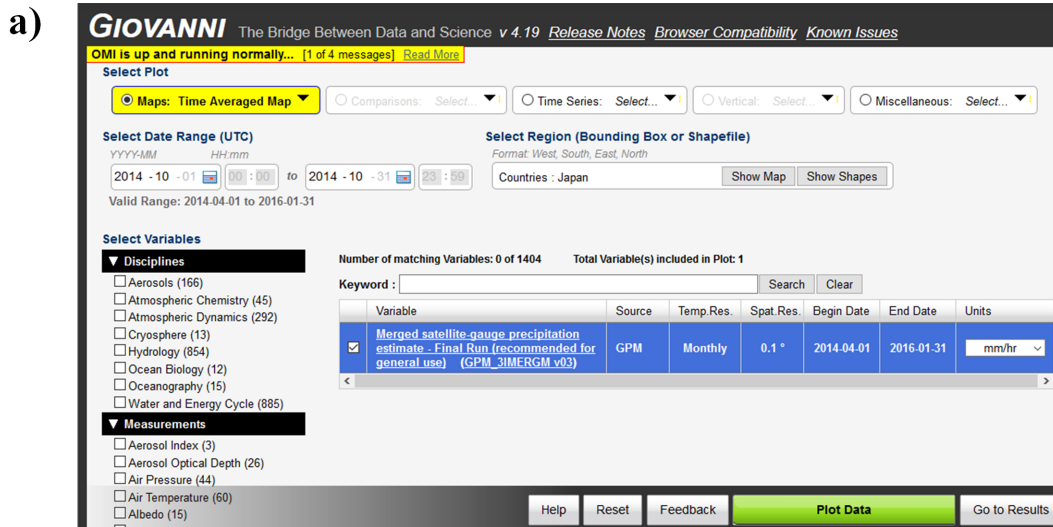 a)
GIOVANNI The Bridge Between Data and Science v 4.19 Release Notes Browser Compatibility Known Issues
OMI is up and running normally... [1 of 4 messages] Read More
Select Plot
Maps: Time Averaged Map Comparisons: Select... Time Series: Select... Vertical: Select... Miscellaneous: Select...
Select Date Range (UTC) Select Region (Bounding Box or Shapefile)
YYYY-MM HH:mm Format: West, South, East, North
2014 - 10 - 01 00 : 00 to 2014 - 10 - 31 23 : 59 Countries : Japan Show Map Show Shapes
Valid Range: 2014-04-01 to 2016-01-31
Select Variables
▼ Disciplines Number of matching Variables: 0 of 1404 Total Variable(s) included in Plot: 1
Aerosols (166) Keyword : Search Clear
Atmospheric Chemistry (45)
Atmospheric Dynamics (292)
Cryosphere (13)
Hydrology (854)
Ocean Biology (12)
Oceanography (15)
Water and Energy Cycle (885)
Variable Source Temp.Res. Spat.Res. Begin Date End Date Units
Merged satellite-gauge precipitation
estimate - Final Run (recommended for
general use) (GPM_3IMERGM v03) GPM Monthly 0.1 ° 2014-04-01 2016-01-31 mm/hr
▼ Measurements
Aerosol Index (3)
Aerosol Optical Depth (26)
Air Pressure (44)
Air Temperature (60)
Albedo (15)
Help Reset Feedback Plot Data Go to Results